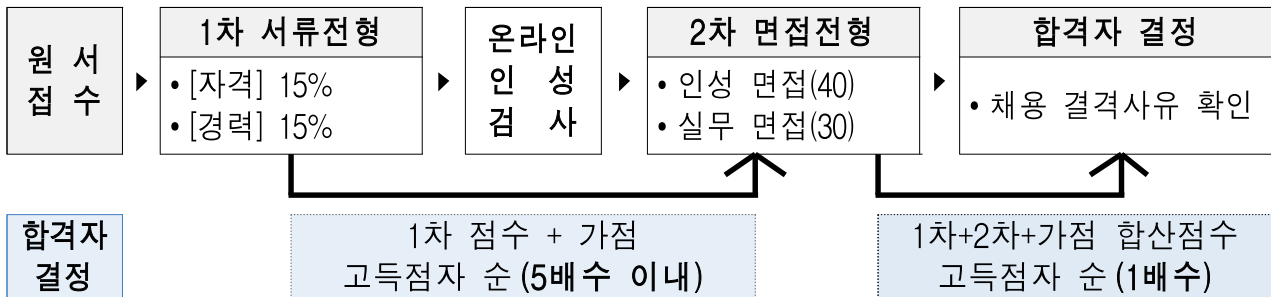 원 서
접 수
1차 서류전형
• [자격] 15%
• [경력] 15%
온라인
인 성
검 사
2차 면접전형
• 인성 면접(40)
• 실무 면접(30)
합격자 결정
• 채용 결격사유 확인
합격자
결정
1차 점수 + 가점
고득점자 순 (5배수 이내)
1차+2차+가점 합산점수
고득점자 순 (1배수)